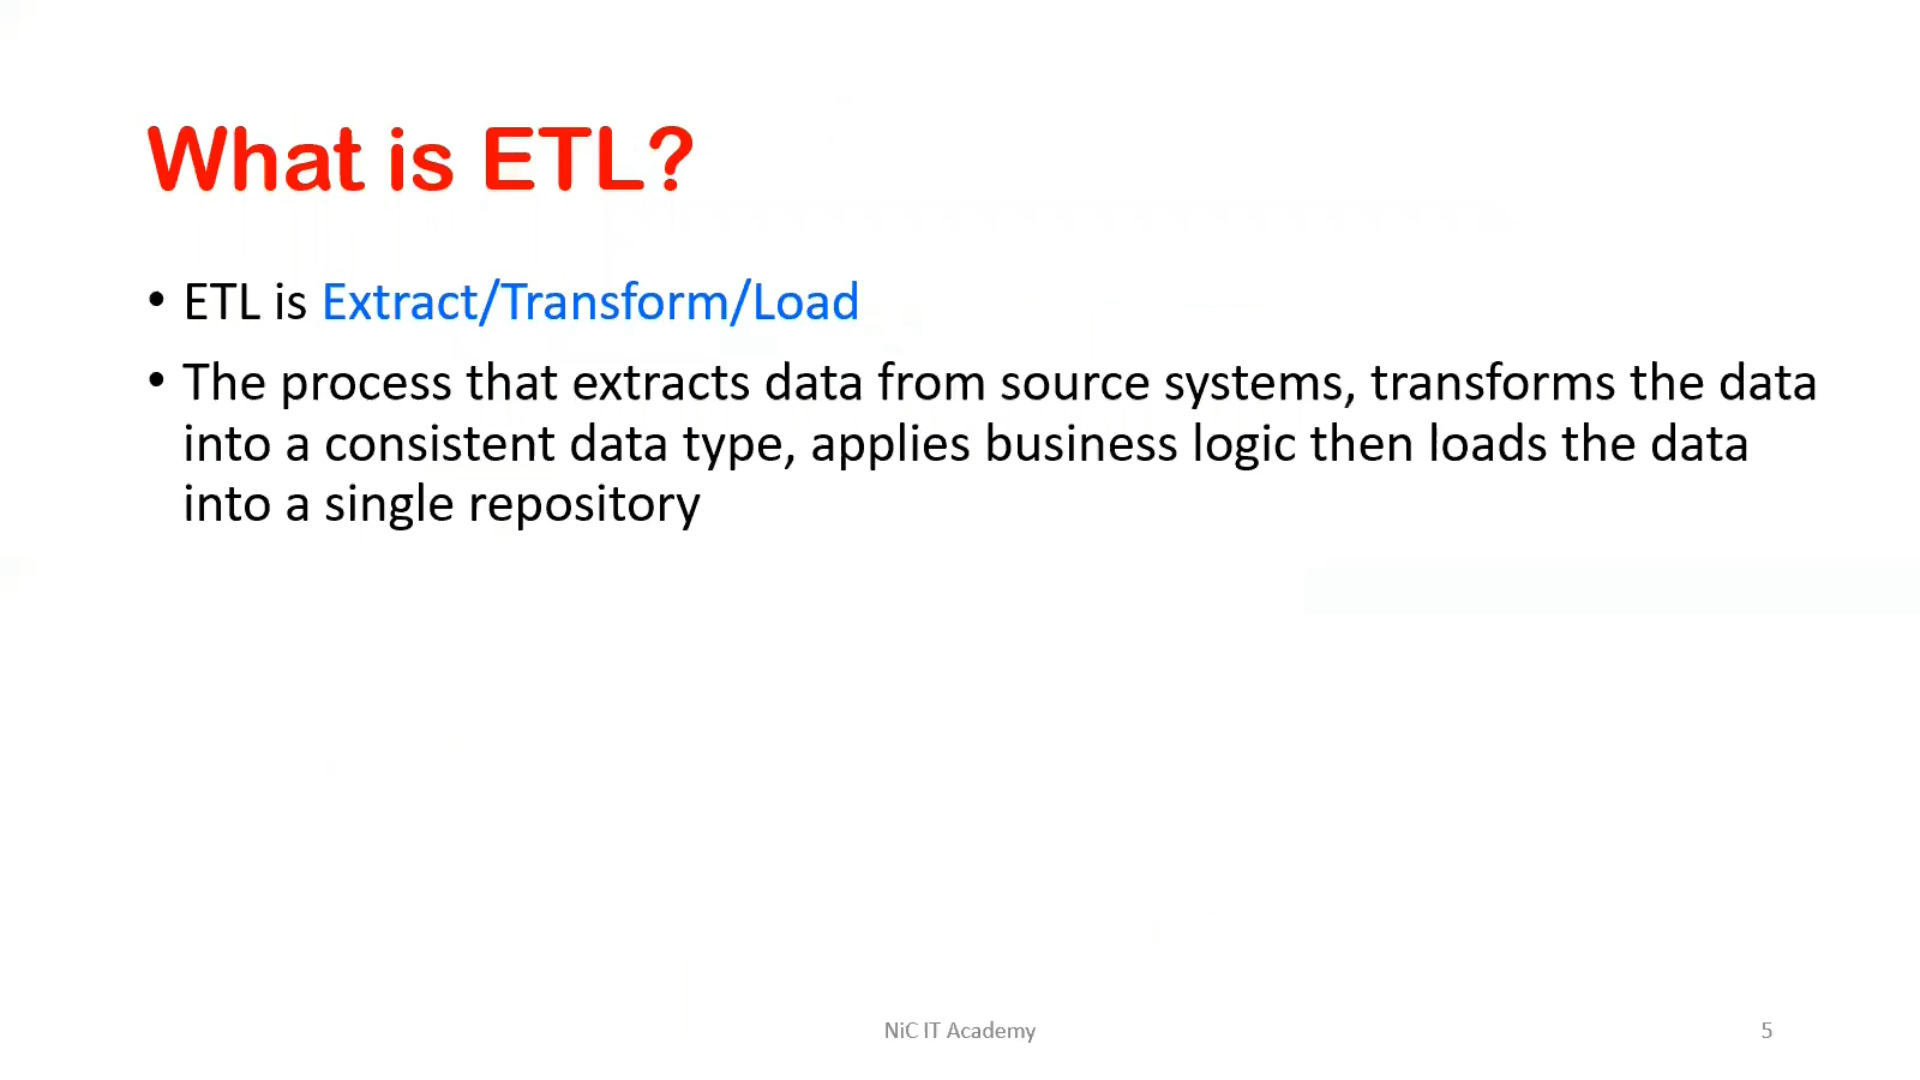 What is ETL?
• ETL is Extract/Transform/Load
• The process that extracts data from source systems, transforms the data
into a consistent data type, applies business logic then loads the data
into a single repository
NiC IT Academy
5